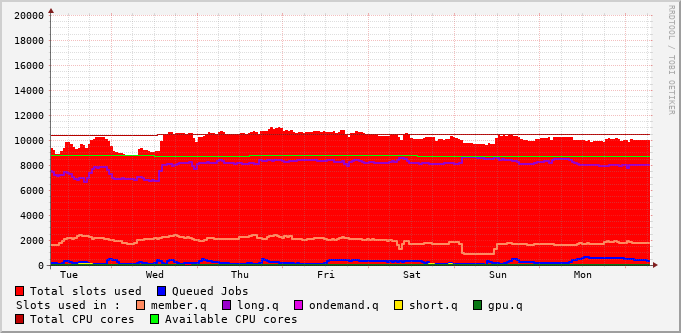 20000
18000
16000
14000
12000
10000
8000
6000
4000
2000
0
Tue Wed Thu Fri Sat Sun Mon
RRDTOOL / TOBI OETIKER
Total slots used Queued Jobs
Slots used in : member.q long.q ondemand.q short.q gpu.q
Total CPU cores Available CPU cores